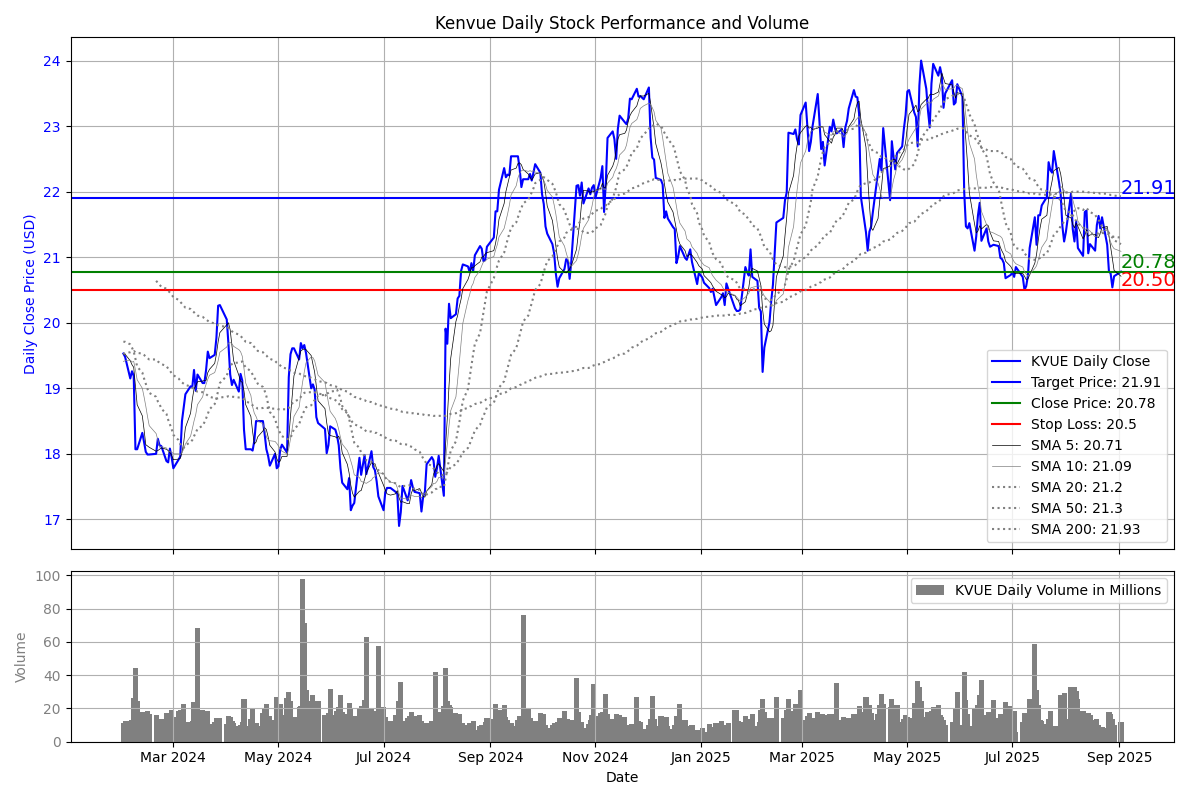 Kenvue Daily Stock Performance and Volume
Daily Close Price (USD)
24
23
22
21
20
19
18
17
21.91
20.78
20.50
KVUE Daily Close
Target Price: 21.91
Close Price: 20.78
Stop Loss: 20.5
SMA 5: 20.71
SMA 10: 21.09
SMA 20: 21.2
SMA 50: 21.3
SMA 200: 21.93
Volume
100
80
60
40
20
0
KVUE Daily Volume in Millions
Mar 2024 May 2024 Jul 2024 Sep 2024 Nov 2024 Jan 2025 Mar 2025 May 2025 Jul 2025 Sep 2025
Date